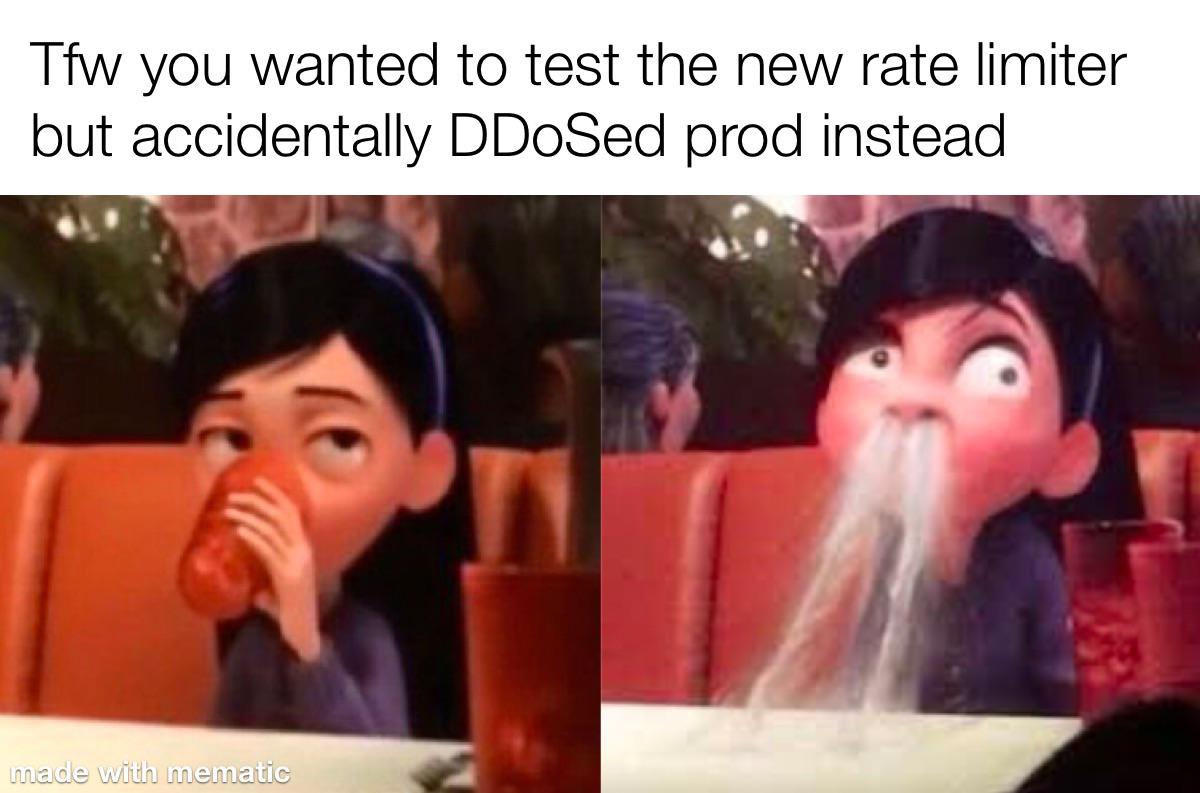 Tfw you wanted to test the new rate limiter
but accidentally DDoSed prod instead
made with mematic